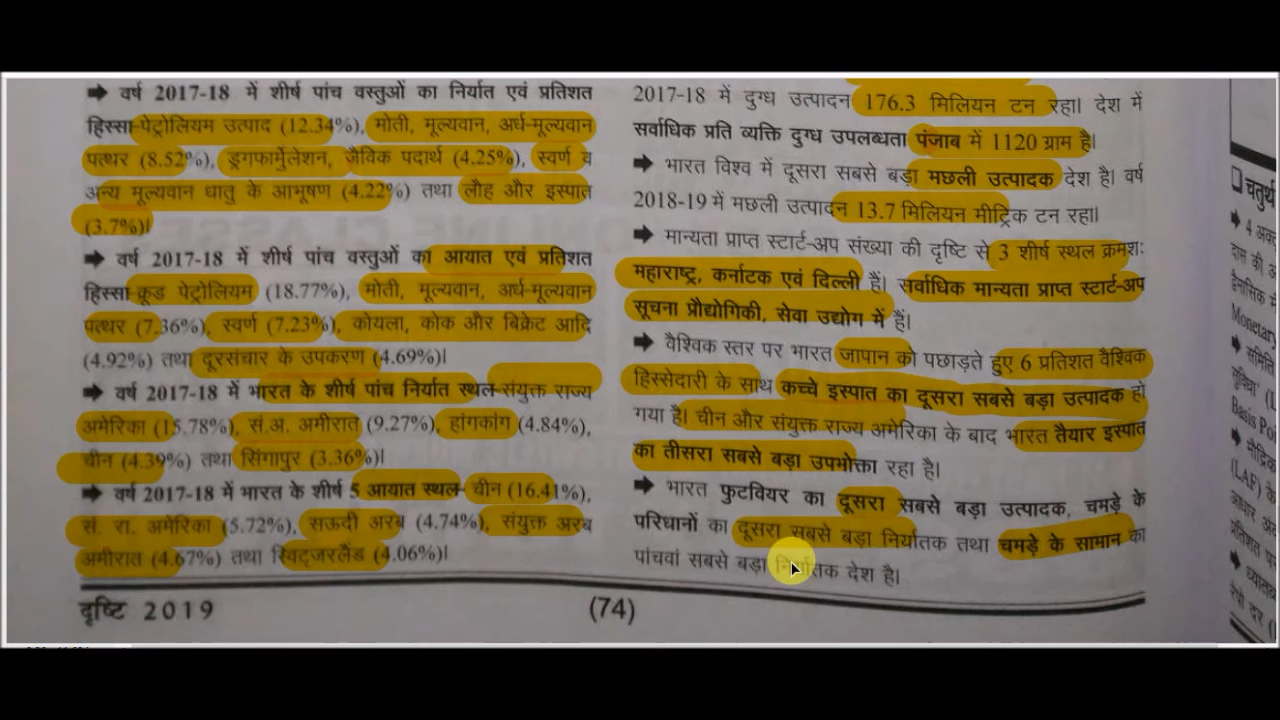 ➡ वर्ष 2017-18 में शीर्ष पांच वस्तुओं का निर्यात एवं प्रतिशत
हिस्सा-पेट्रोलियम उत्पाद (12.34%), मोती, मूल्यवान, अर्ध-मूल्यवान
पत्थर (8.52%), ड्रगफार्मुलेशन, जैविक पदार्थ (4.25%), स्वर्ण व
अन्य मूल्यवान धातु के आभूषण (4.22%) तथा लौह और इस्पात
(3.7%)।
➡ वर्ष 2017-18 में शीर्ष पांच वस्तुओं का आयात एवं प्रतिशत
हिस्सा-क्रूड पेट्रोलियम (18.77%), मोती, मूल्यवान, अर्ध-मूल्यवान
पत्थर (7.36%), स्वर्ण (7.23%), कोयला, कोक और बिक्रेट आदि
(4.92%) तथा दूरसंचार के उपकरण (4.69%)।
➡ वर्ष 2017-18 में भारत के शीर्ष पांच निर्यात स्थल-संयुक्त राज्य
अमेरिका (15.78%), सं.अ. अमीरात (9.27%), हांगकांग (4.84%),
चीन (4.39%) तथा सिंगापुर (3.36%)।
➡ वर्ष 2017-18 में भारत के शीर्ष 5 आयात स्थल- चीन (16.41%),
सं. रा. अमेरिका (5.72%), सऊदी अरब (4.74%), संयुक्त अरब
अमीरात (4.67%) तथा स्विट्जरलैंड (4.06%)।
दृष्टि 2019
(74)
2017-18 में दुग्ध उत्पादन 176.3 मिलियन टन रहा। देश में
सर्वाधिक प्रति व्यक्ति दुग्ध उपलब्धता पंजाब में 1120 ग्राम है।
➡ भारत विश्व में दूसरा सबसे बड़ा मछली उत्पादक देश है। वर्ष
2018-19 में मछली उत्पादन 13.7 मिलियन मीट्रिक टन रहा।
➡ मान्यता प्राप्त स्टार्ट-अप संख्या की दृष्टि से 3 शीर्ष स्थल क्रमश:
महाराष्ट्र, कर्नाटक एवं दिल्ली हैं। सर्वाधिक मान्यता प्राप्त स्टार्ट-अप
सूचना प्रौद्योगिकी, सेवा उद्योग में हैं।
➡ वैश्विक स्तर पर भारत जापान को पछाड़ते हुए 6 प्रतिशत वैश्विक
हिस्सेदारी के साथ कच्चे इस्पात का दूसरा सबसे बड़ा उत्पादक हो
गया है। चीन और संयुक्त राज्य अमेरिका के बाद भारत तैयार इस्पात
का तीसरा सबसे बड़ा उपभोक्ता रहा है।
➡ भारत फुटवियर का दूसरा सबसे बड़ा उत्पादक, चमड़े के
परिधानों का दूसरा सबसे बड़ा निर्यातक तथा चमड़े के सामान का
पांचवां सबसे बड़ा निर्यातक देश है।
❏ चतुर्थ
➡ 4 अक
दास की अ
द्वैमासिक में
Monetary
➡ समिति
सुविधा' (L
Basis Po
➡ मौद्रिक
(LAF) के